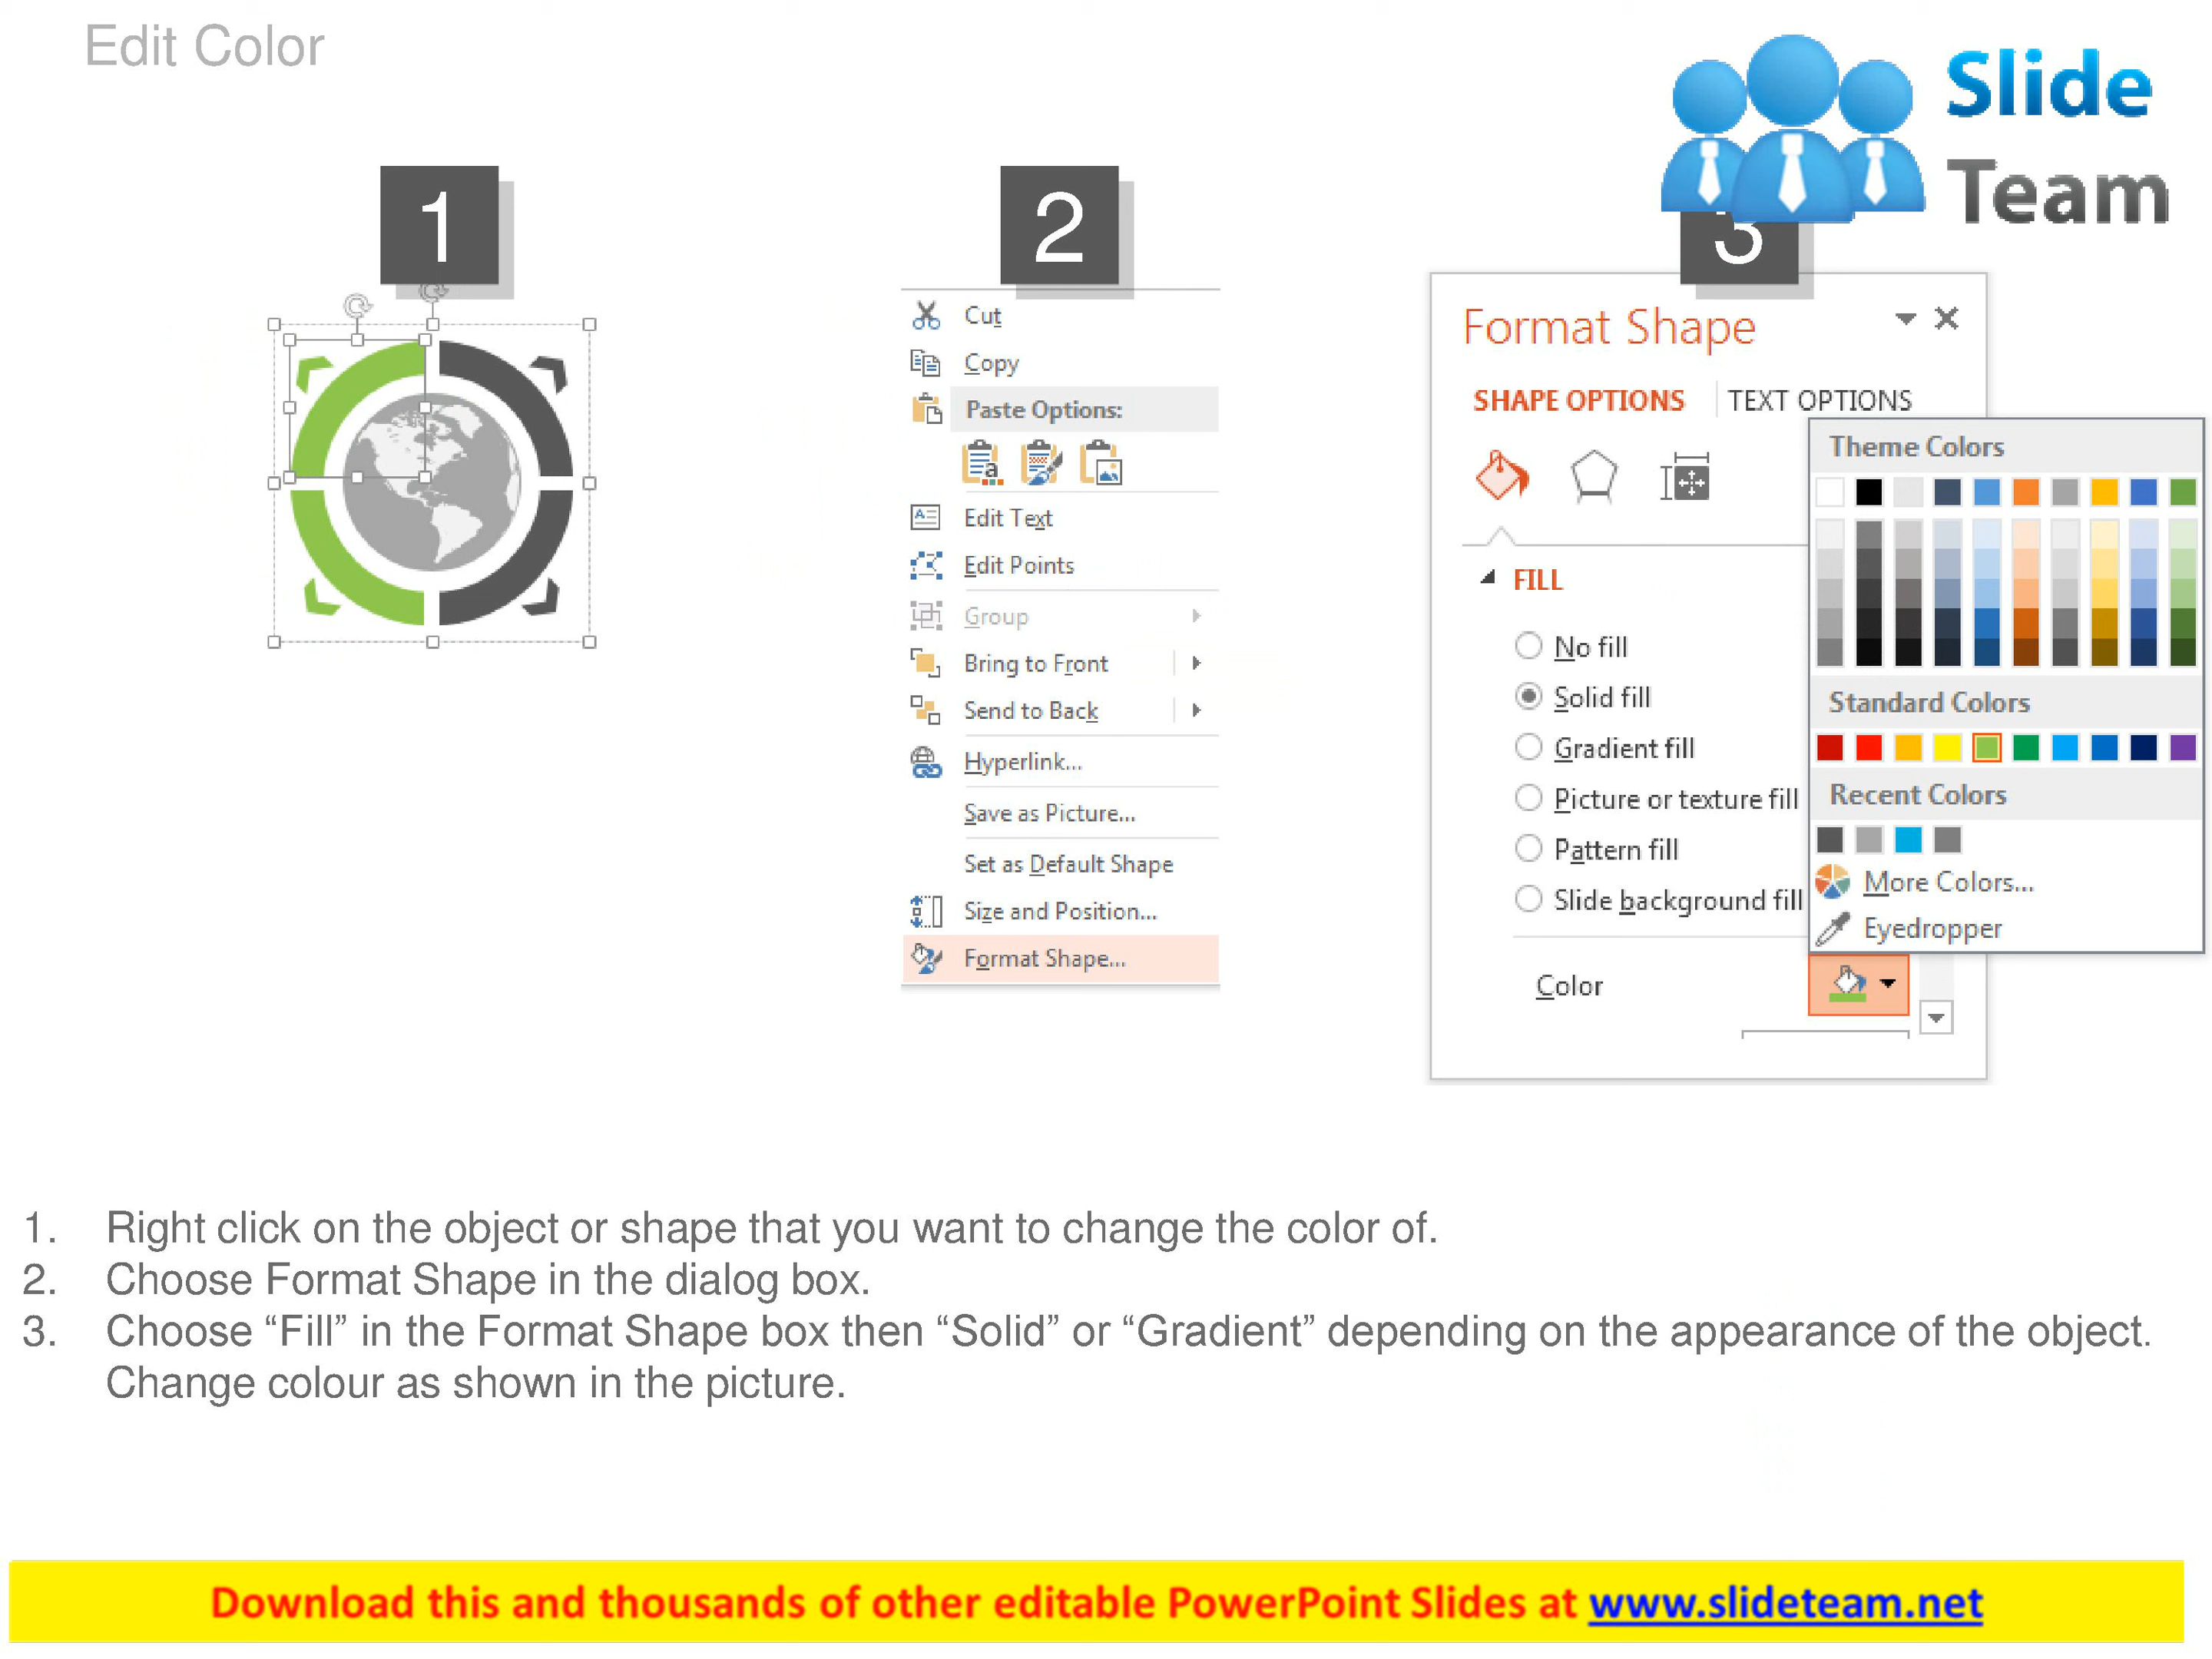 Edit Color
Slide
Team
1
2
3
Cut
Copy
Paste Options:
Edit Text
Edit Points
Group
Bring to Front
Send to Back
Hyperlink...
Save as Picture...
Set as Default Shape
Size and Position...
Format Shape...
Format Shape
SHAPE OPTIONS
TEXT OPTIONS
FILL
No fill
Solid fill
Gradient fill
Picture or texture fill
Pattern fill
Slide background fill
Color
Theme Colors
Standard Colors
Recent Colors
More Colors...
Eyedropper
1. Right click on the object or shape that you want to change the color of.
2. Choose Format Shape in the dialog box.
3. Choose “Fill” in the Format Shape box then “Solid” or “Gradient” depending on the appearance of the object.
Change colour as shown in the picture.
Download this and thousands of other editable PowerPoint Slides at www.slideteam.net